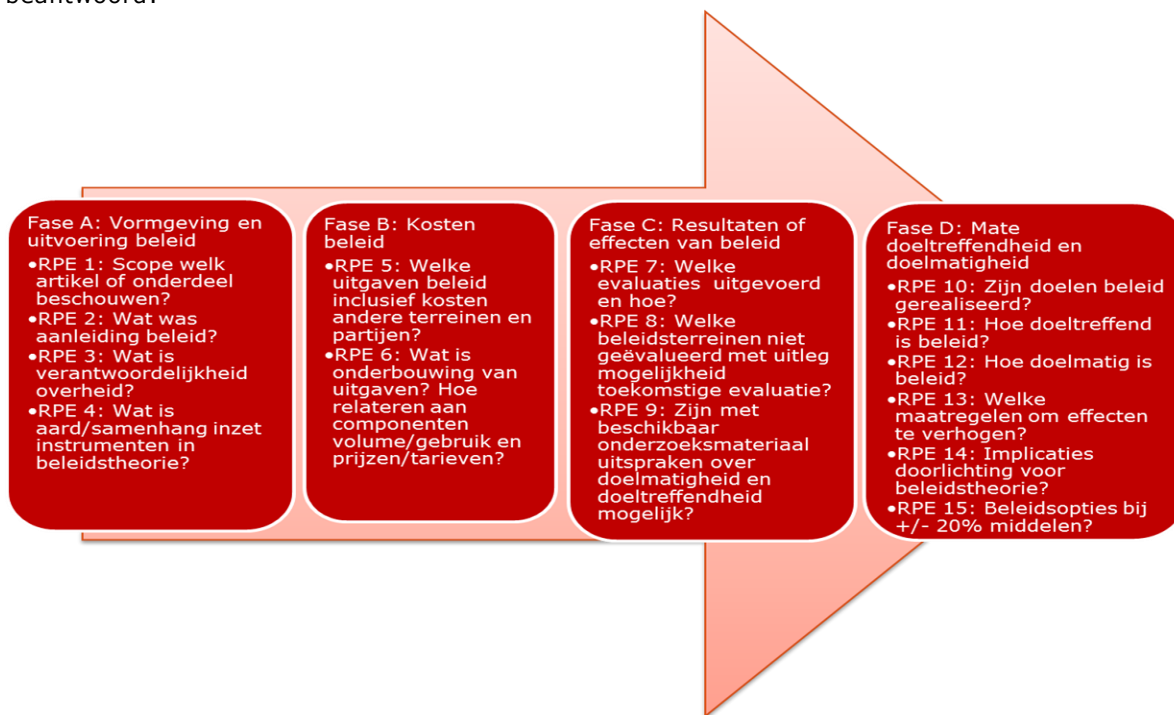 beantwoord:
Fase A: Vormgeving en
uitvoering beleid
•RPE 1: Scope welk
artikel of onderdeel
beschouwen?
•RPE 2: Wat was
aanleiding beleid?
•RPE 3: Wat is
verantwoordelijkheid
overheid?
•RPE 4: Wat is
aard/samenhang inzet
instrumenten in
beleidstheorie?
Fase B: Kosten
beleid
•RPE 5: Welke
uitgaven beleid
inclusief kosten
andere terreinen en
partijen?
•RPE 6: Wat is
onderbouwing van
uitgaven? Hoe
relateren aan
componenten
volume/gebruik en
prijzen/tarieven?
Fase C: Resultaten of
effecten van beleid
•RPE 7: Welke
evaluaties uitgevoerd
en hoe?
•RPE 8: Welke
beleidsterreinen niet
geëvalueerd met uitleg
mogelijkheid
toekomstige evaluatie?
•RPE 9: Zijn met
beschikbaar
onderzoeksmateriaal
uitspraken over
doelmatigheid en
doeltreffendheid
mogelijk?
Fase D: Mate
doeltreffendheid en
doelmatigheid
•RPE 10: Zijn doelen beleid
gerealiseerd?
•RPE 11: Hoe doeltreffend
is beleid?
•RPE 12: Hoe doelmatig is
beleid?
•RPE 13: Welke
maatregelen om effecten
te verhogen?
•RPE 14: Implicaties
doorlichting voor
beleidstheorie?
•RPE 15: Beleidsopties bij
+/- 20% middelen?